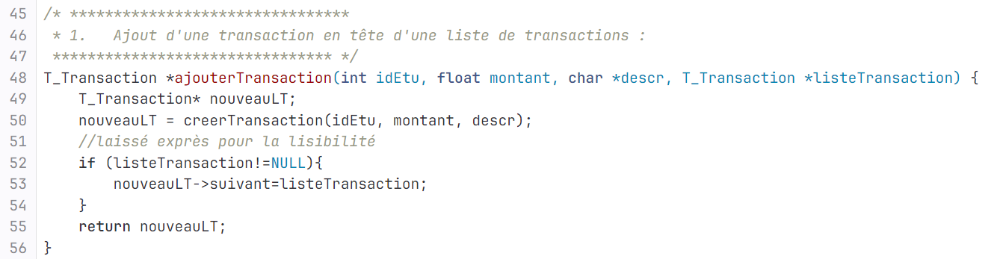 45 /* ********************************
46  * 1.   Ajout d'une transaction en tête d'une liste de transactions :
47  ******************************** */
48 T_Transaction *ajouterTransaction(int idEtu, float montant, char *descr, T_Transaction *listeTransaction) {
49     T_Transaction* nouveauLT;
50     nouveauLT = creerTransaction(idEtu, montant, descr);
51     //laissé exprès pour la lisibilité
52     if (listeTransaction!=NULL){
53         nouveauLT->suivant=listeTransaction;
54     }
55     return nouveauLT;
56 }